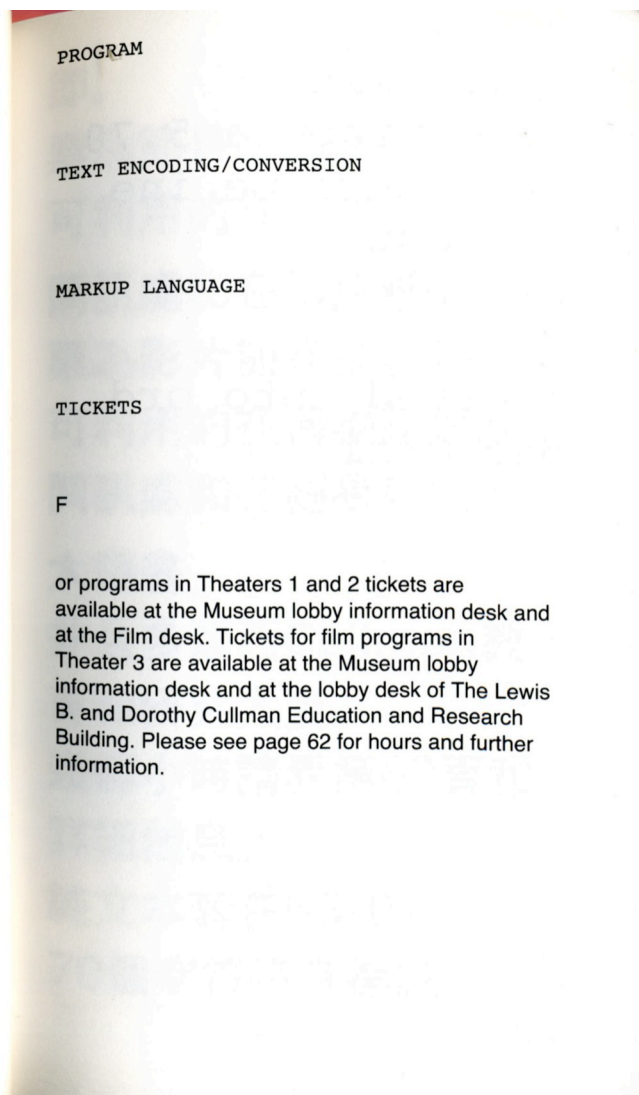 PROGRAM
TEXT ENCODING/CONVERSION
MARKUP LANGUAGE
TICKETS
F
or programs in Theaters 1 and 2 tickets are
available at the Museum lobby information desk and
at the Film desk. Tickets for film programs in
Theater 3 are available at the Museum lobby
information desk and at the lobby desk of The Lewis
B. and Dorothy Cullman Education and Research
Building. Please see page 62 for hours and further
information.